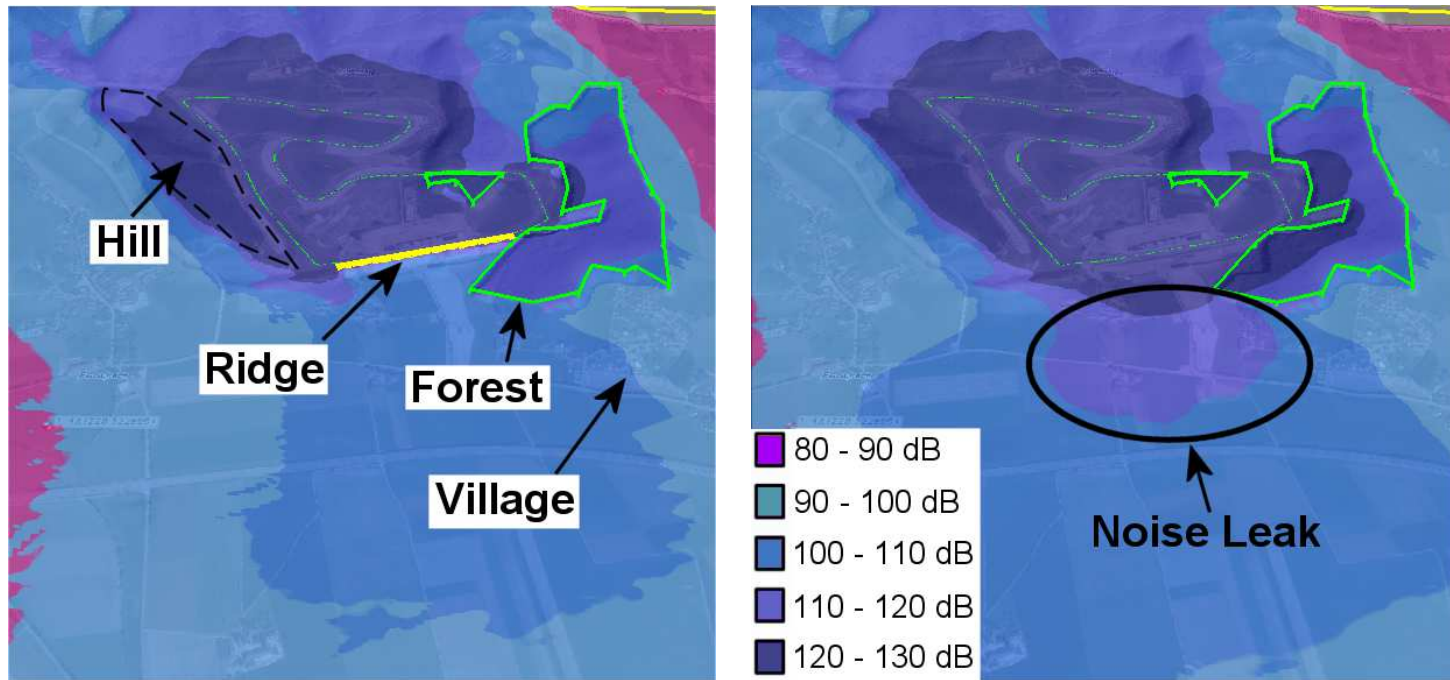 Hill
Ridge
Forest
Village
80 - 90 dB
90 - 100 dB
100 - 110 dB
110 - 120 dB
120 - 130 dB
Noise Leak